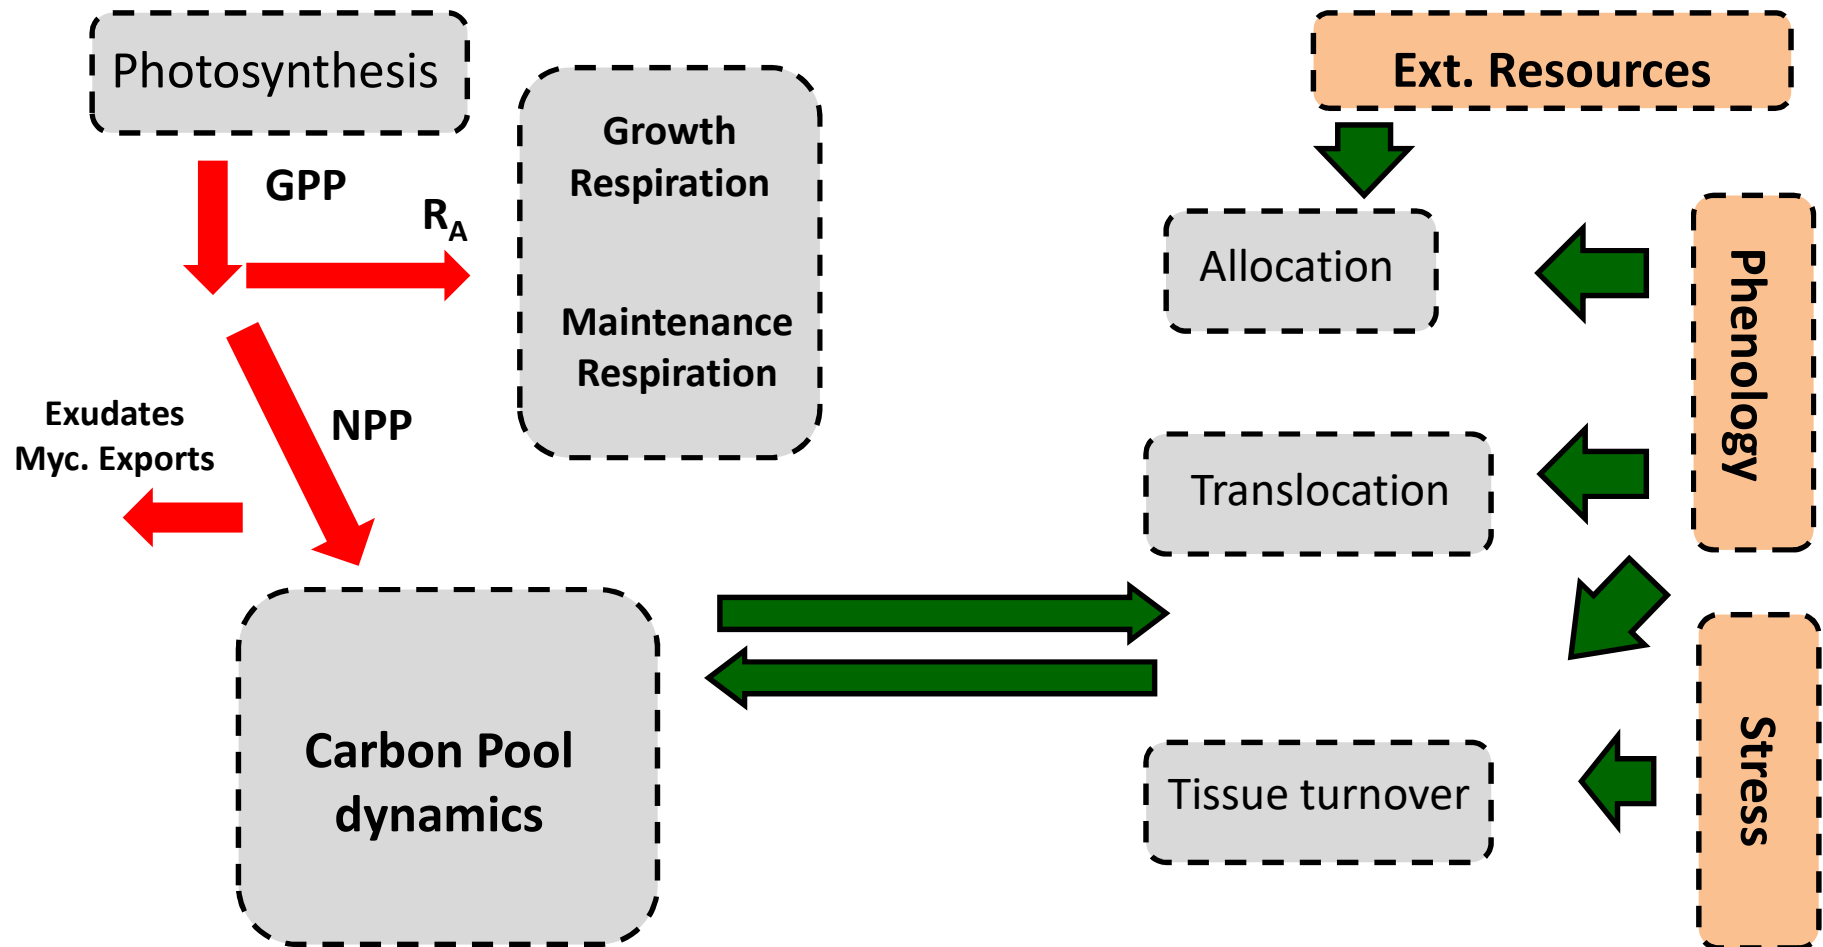 Photosynthesis
GPP
R_A
Growth
Respiration
Maintenance
Respiration
NPP
Exudates
Myc. Exports
Carbon Pool
dynamics
Ext. Resources
Allocation
Translocation
Tissue turnover
Phenology
Stress